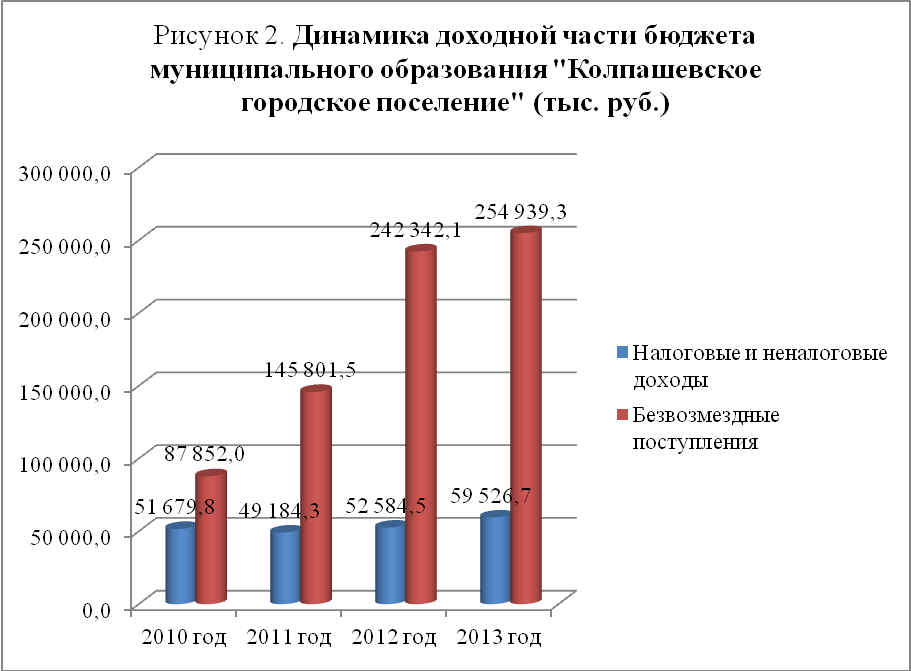 Рисунок 2. Динамика доходной части бюджета
муниципального образования "Колпашевское
городское поселение" (тыс. руб.)
300 000,0
250 000,0
200 000,0
150 000,0
100 000,0
50 000,0
0,0
51 679,8
87 852,0
49 184,3
145 801,5
52 584,5
242 342,1
59 526,7
254 939,3
2010 год
2011 год
2012 год
2013 год
Налоговые и неналоговые
доходы
Безвозмездные
поступления